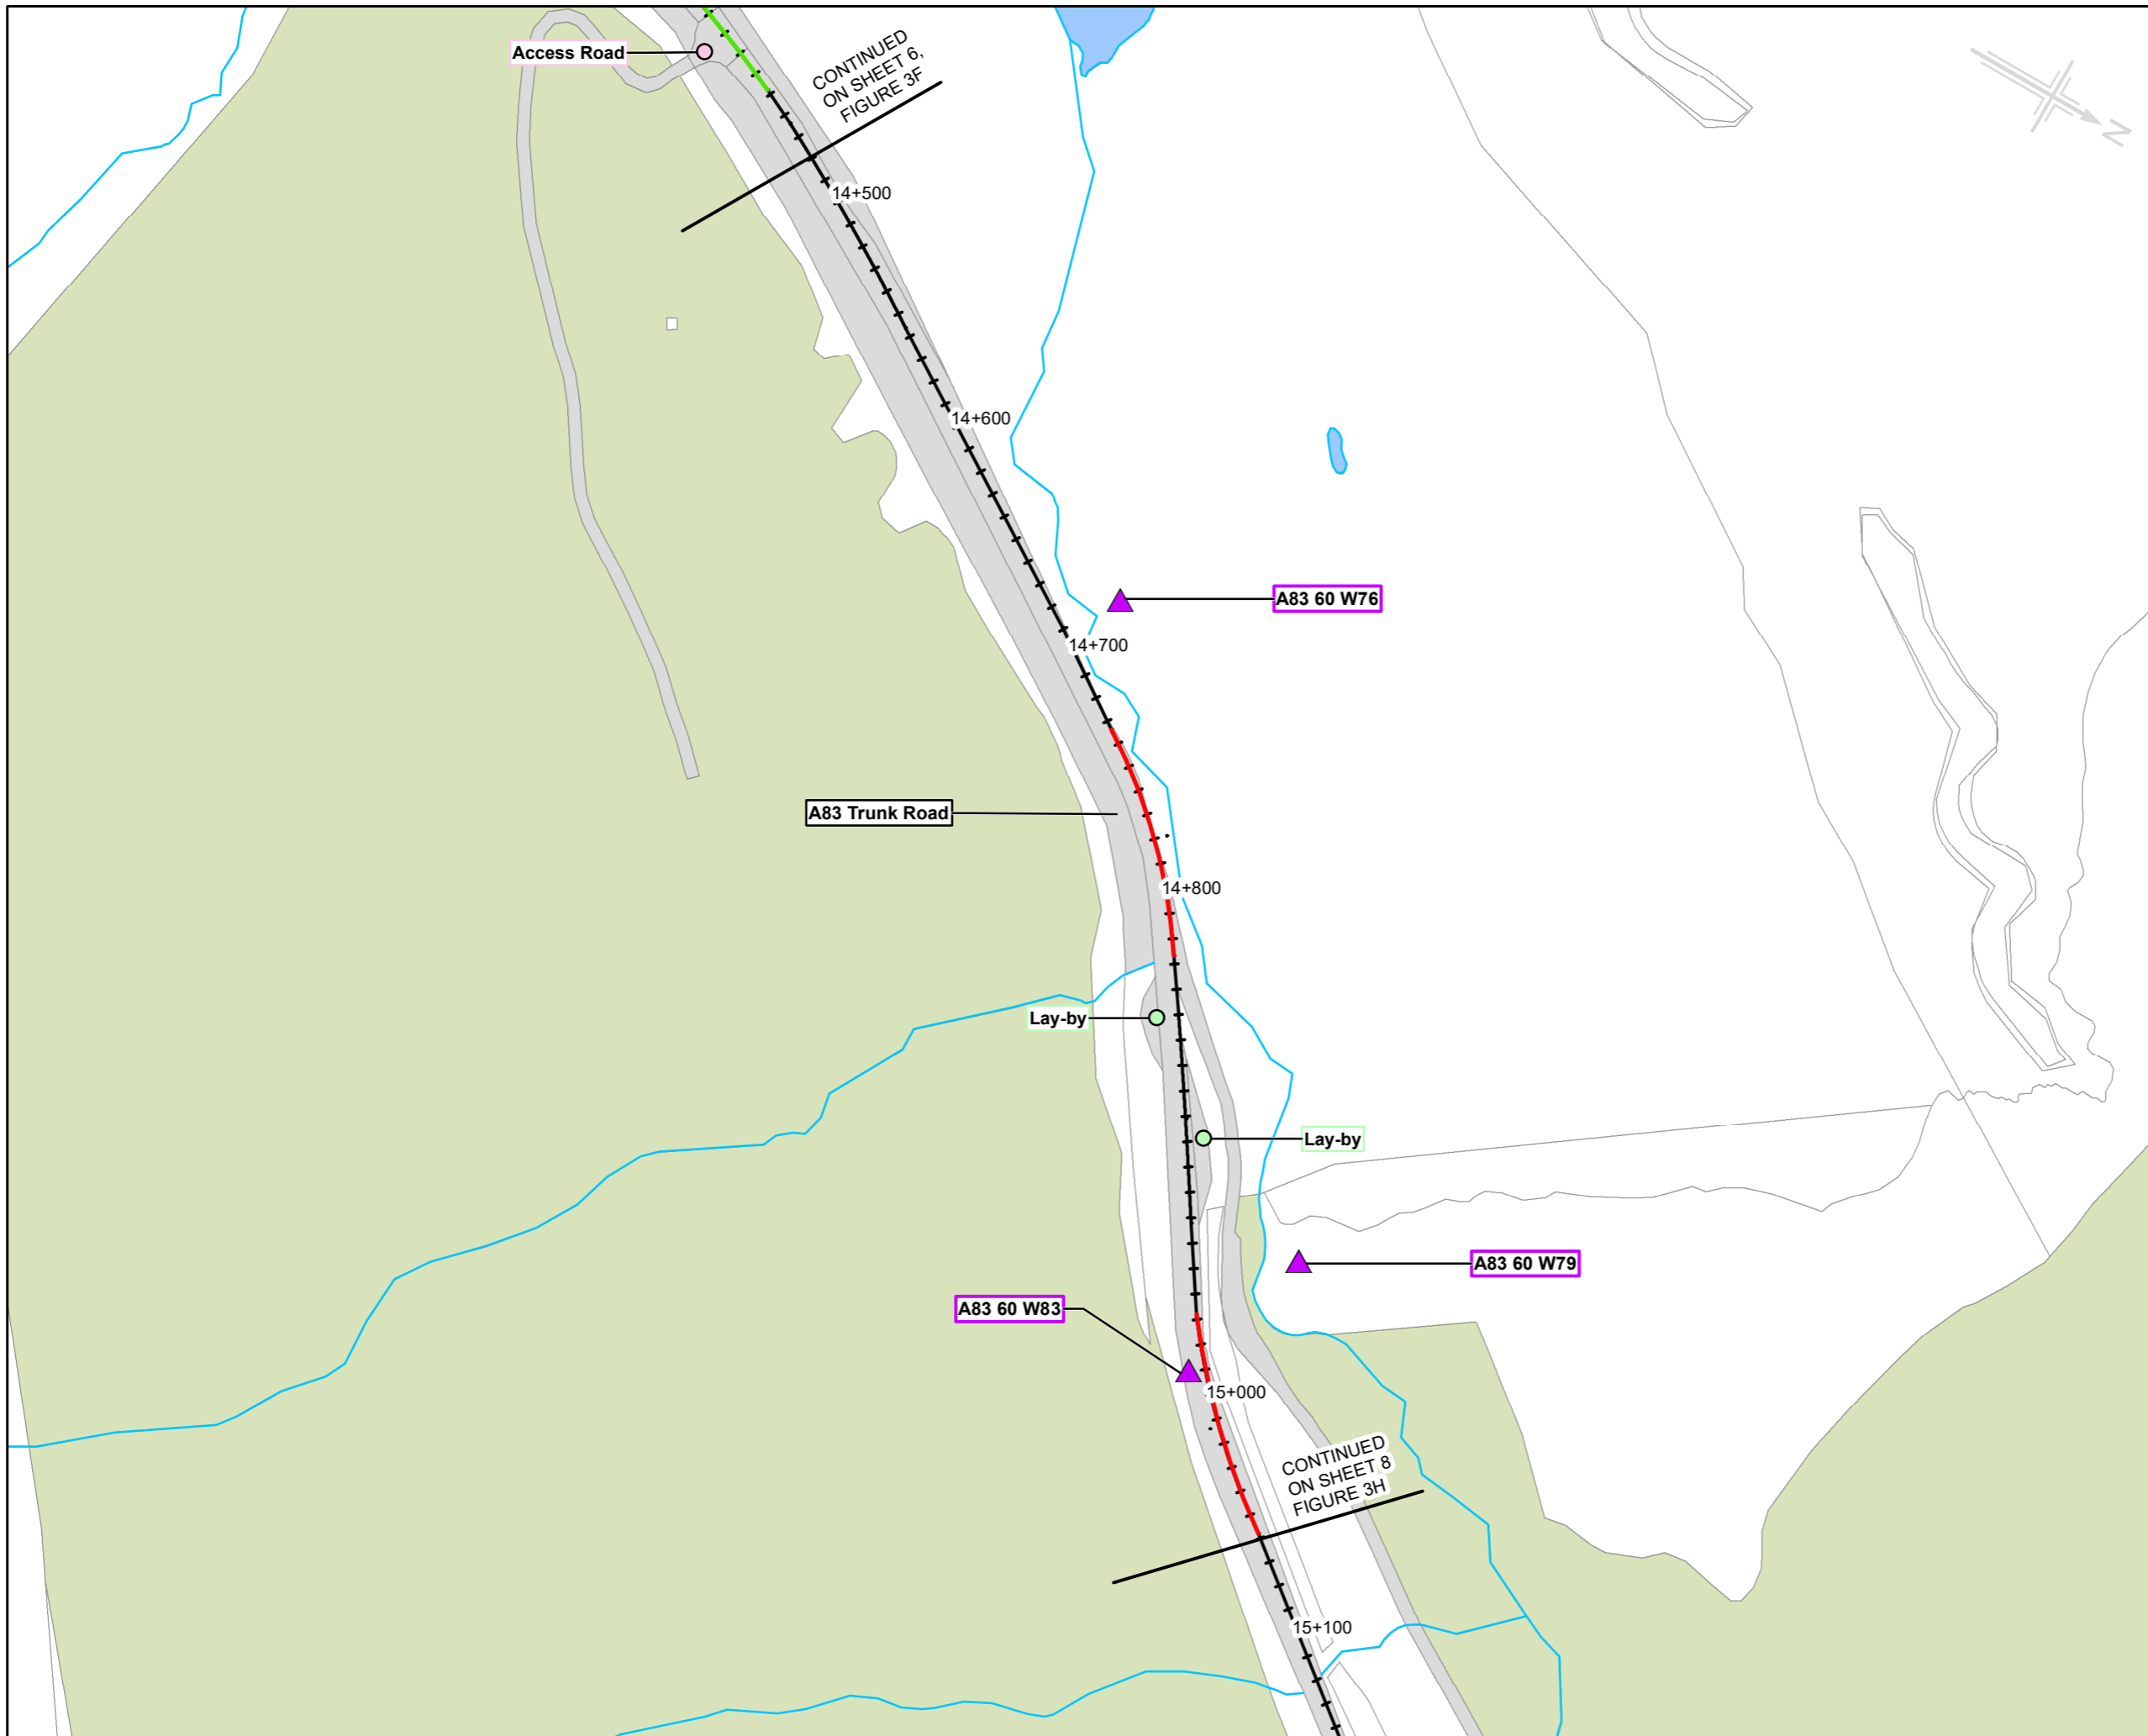 Access Road
CONTINUED
ON SHEET 6,
FIGURE 3F
N
14+500
14+600
A83 60 W76
14+700
A83 Trunk Road
14+800
Lay-by
Lay-by
A83 60 W79
A83 60 W83
15+000
CONTINUED
ON SHEET 8
FIGURE 3H
15+100